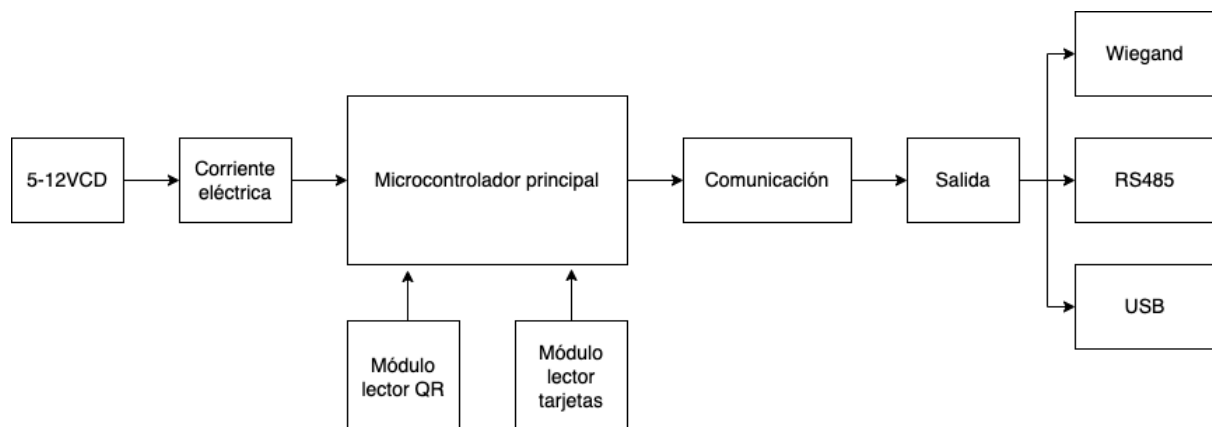 Wiegand
5-12VCD
Corriente
eléctrica
Microcontrolador principal
Comunicación
Salida
RS485
USB
Módulo
lector QR
Módulo
lector
tarjetas